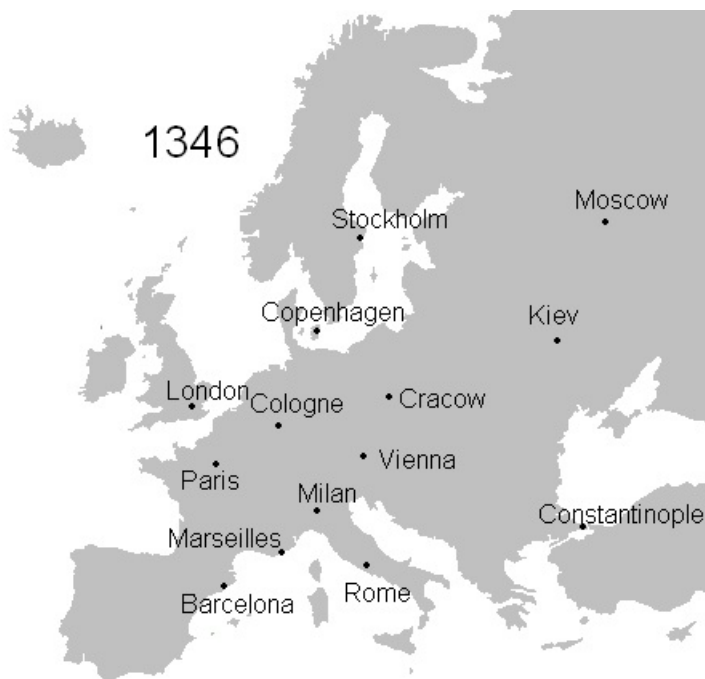 1346
Moscow
Stockholm
Copenhagen
Kiev
London
Cologne
Cracow
Paris
Vienna
Milan
Constantinople
Marseilles
Rome
Barcelona